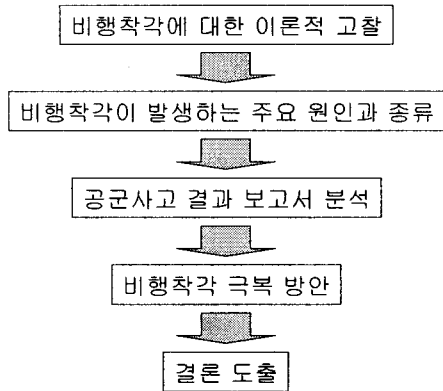 비행착각에 대한 이론적 고찰
비행착각이 발생하는 주요 원인과 종류
공군사고 결과 보고서 분석
비행착각 극복 방안
결론 도출